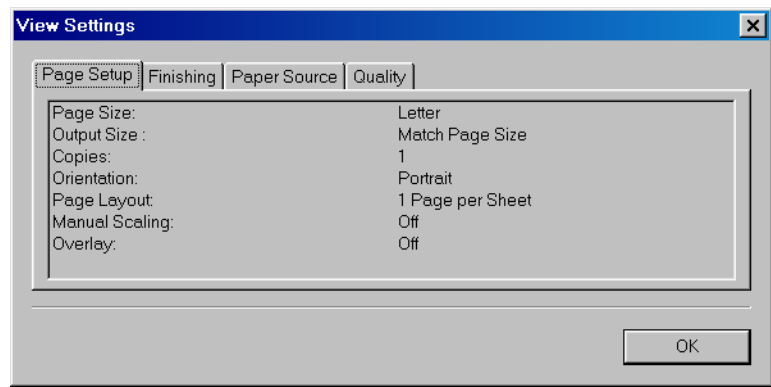 View Settings
Page Setup Finishing Paper Source Quality
Page Size: Letter
Output Size : Match Page Size
Copies: 1
Orientation: Portrait
Page Layout: 1 Page per Sheet
Manual Scaling: Off
Overlay: Off
OK